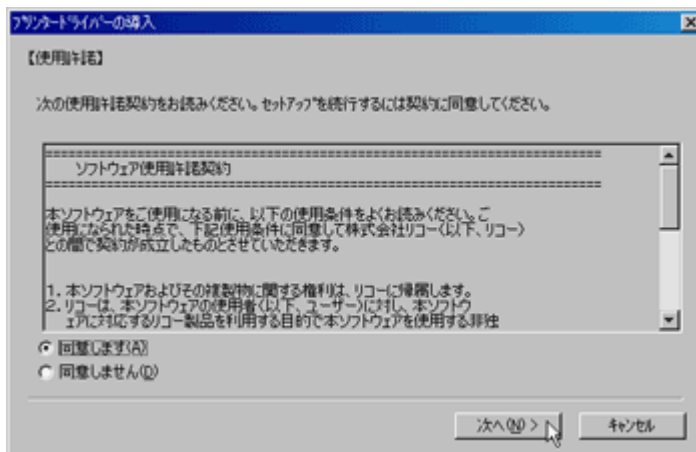 プリンタードライバーの導入
【使用許諾】
次の使用許諾契約をお読みください。セットアップを続行するには契約に同意してください。
===============================================================
ソフトウェア使用許諾契約
===============================================================
本ソフトウェアをご使用になる前に、以下の使用条件をよくお読みください。ご
使用になられた時点で、下記使用条件に同意して株式会社リコー(以下、リコー)
との間で契約が成立したものとさせていただきます。
1. 本ソフトウェアおよびその複製物に関する権利は、リコーに帰属します。
2. リコーは、本ソフトウェアの使用者(以下、ユーザー)に対し、本ソフトウ
ェアに対応するリコー製品を利用する目的で本ソフトウェアを使用する非独
同意します(A)
同意しません(D)
次へ(N) >
キャンセル